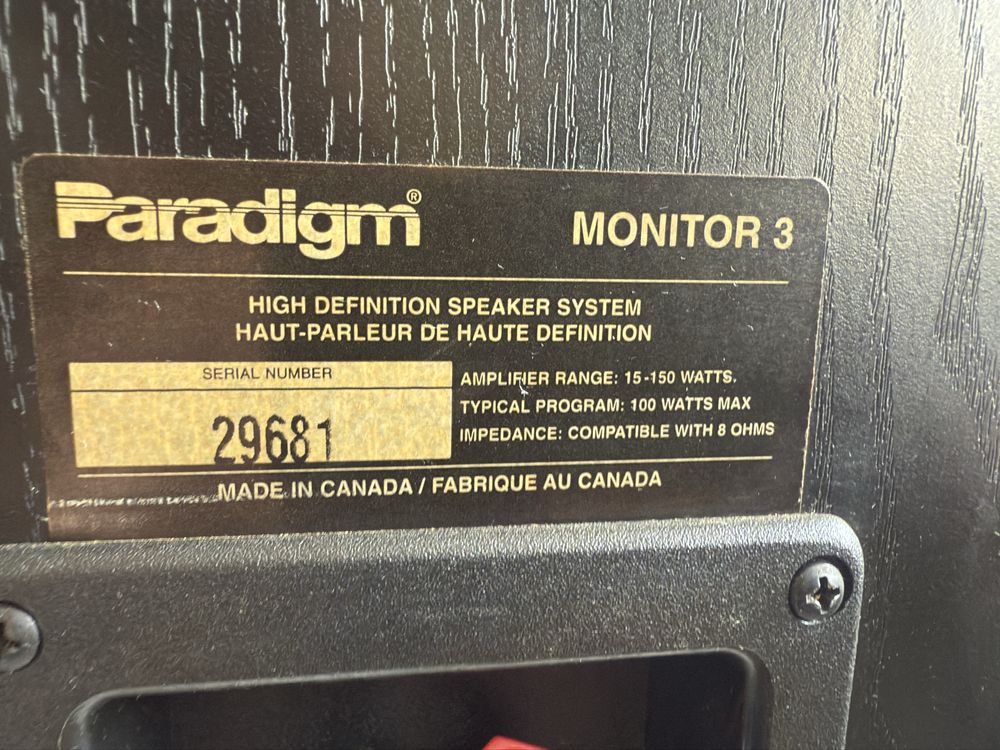 Paradigm®
MONITOR 3
HIGH DEFINITION SPEAKER SYSTEM
HAUT-PARLEUR DE HAUTE DEFINITION
SERIAL NUMBER
29681
AMPLIFIER RANGE: 15-150 WATTS.
TYPICAL PROGRAM: 100 WATTS MAX
IMPEDANCE: COMPATIBLE WITH 8 OHMS
MADE IN CANADA / FABRIQUE AU CANADA